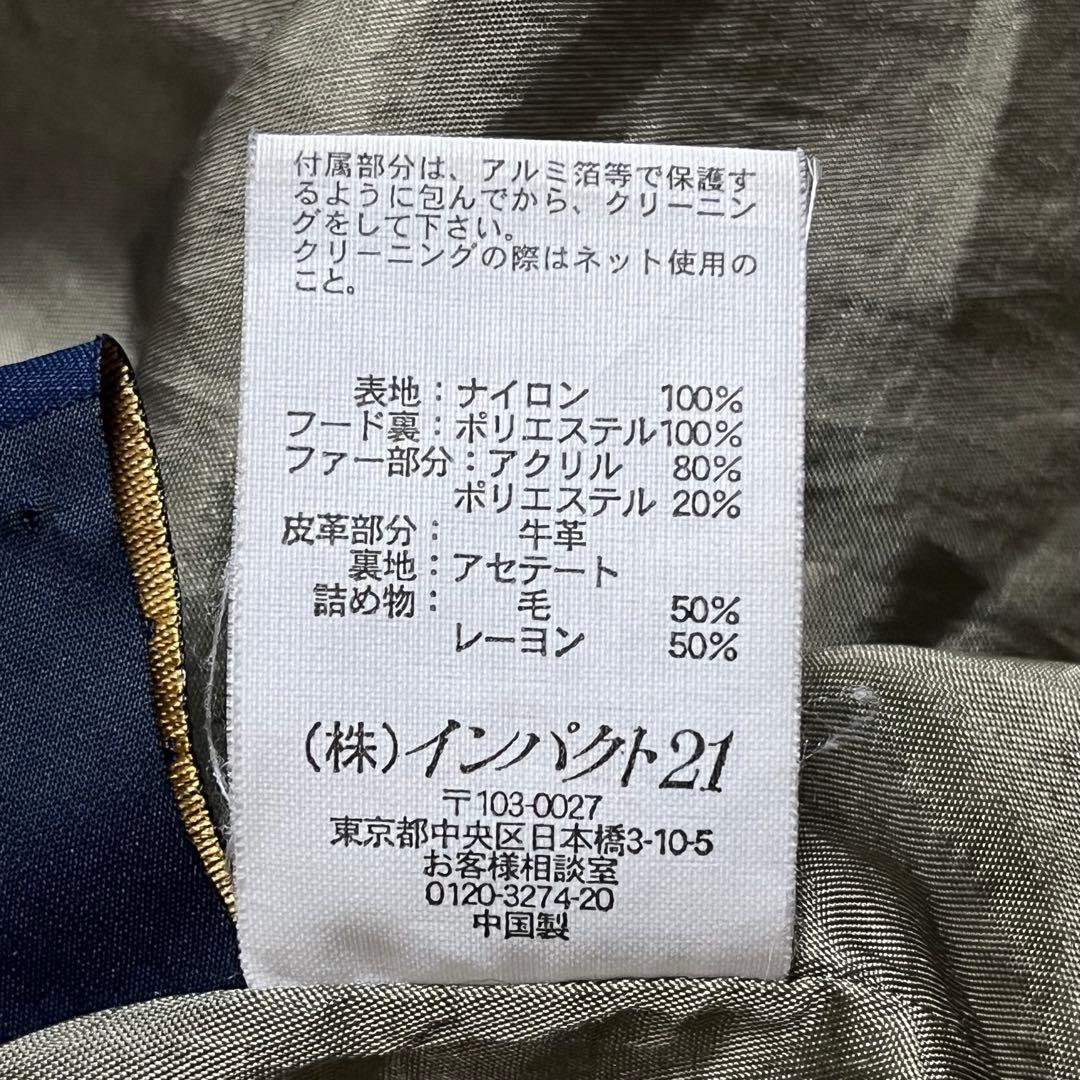 付属部分は、アルミ箔等で保護す
るように包んでから、クリーニン
グをして下さい。
クリーニングの際はネット使用の
こと。
表地：ナイロン 100%
フード裏：ポリエステル100%
ファー部分：アクリル 80%
ポリエステル 20%
皮革部分： 牛革
裏地：アセテート
詰め物： 毛 50%
レーヨン 50%
(株)インパクト21
〒103-0027
東京都中央区日本橋3-10-5
お客様相談室
0120-3274-20
中国製